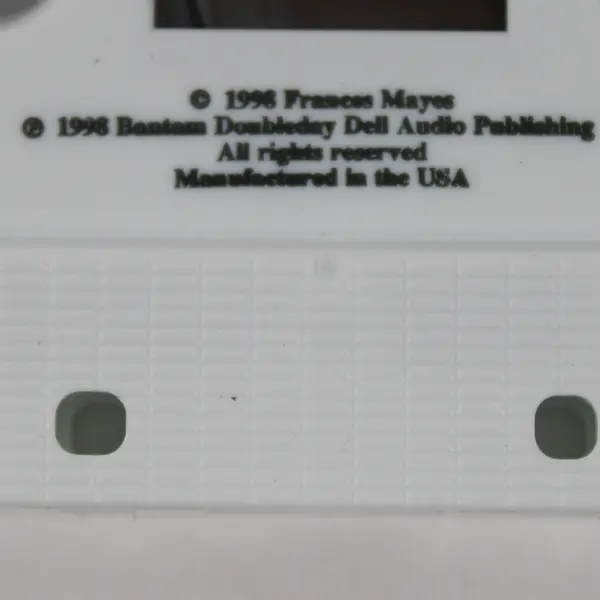 © 1998 Frances Mayes
℗ 1998 Bantam Doubleday Dell Audio Publishing
All rights reserved
Manufactured in the USA